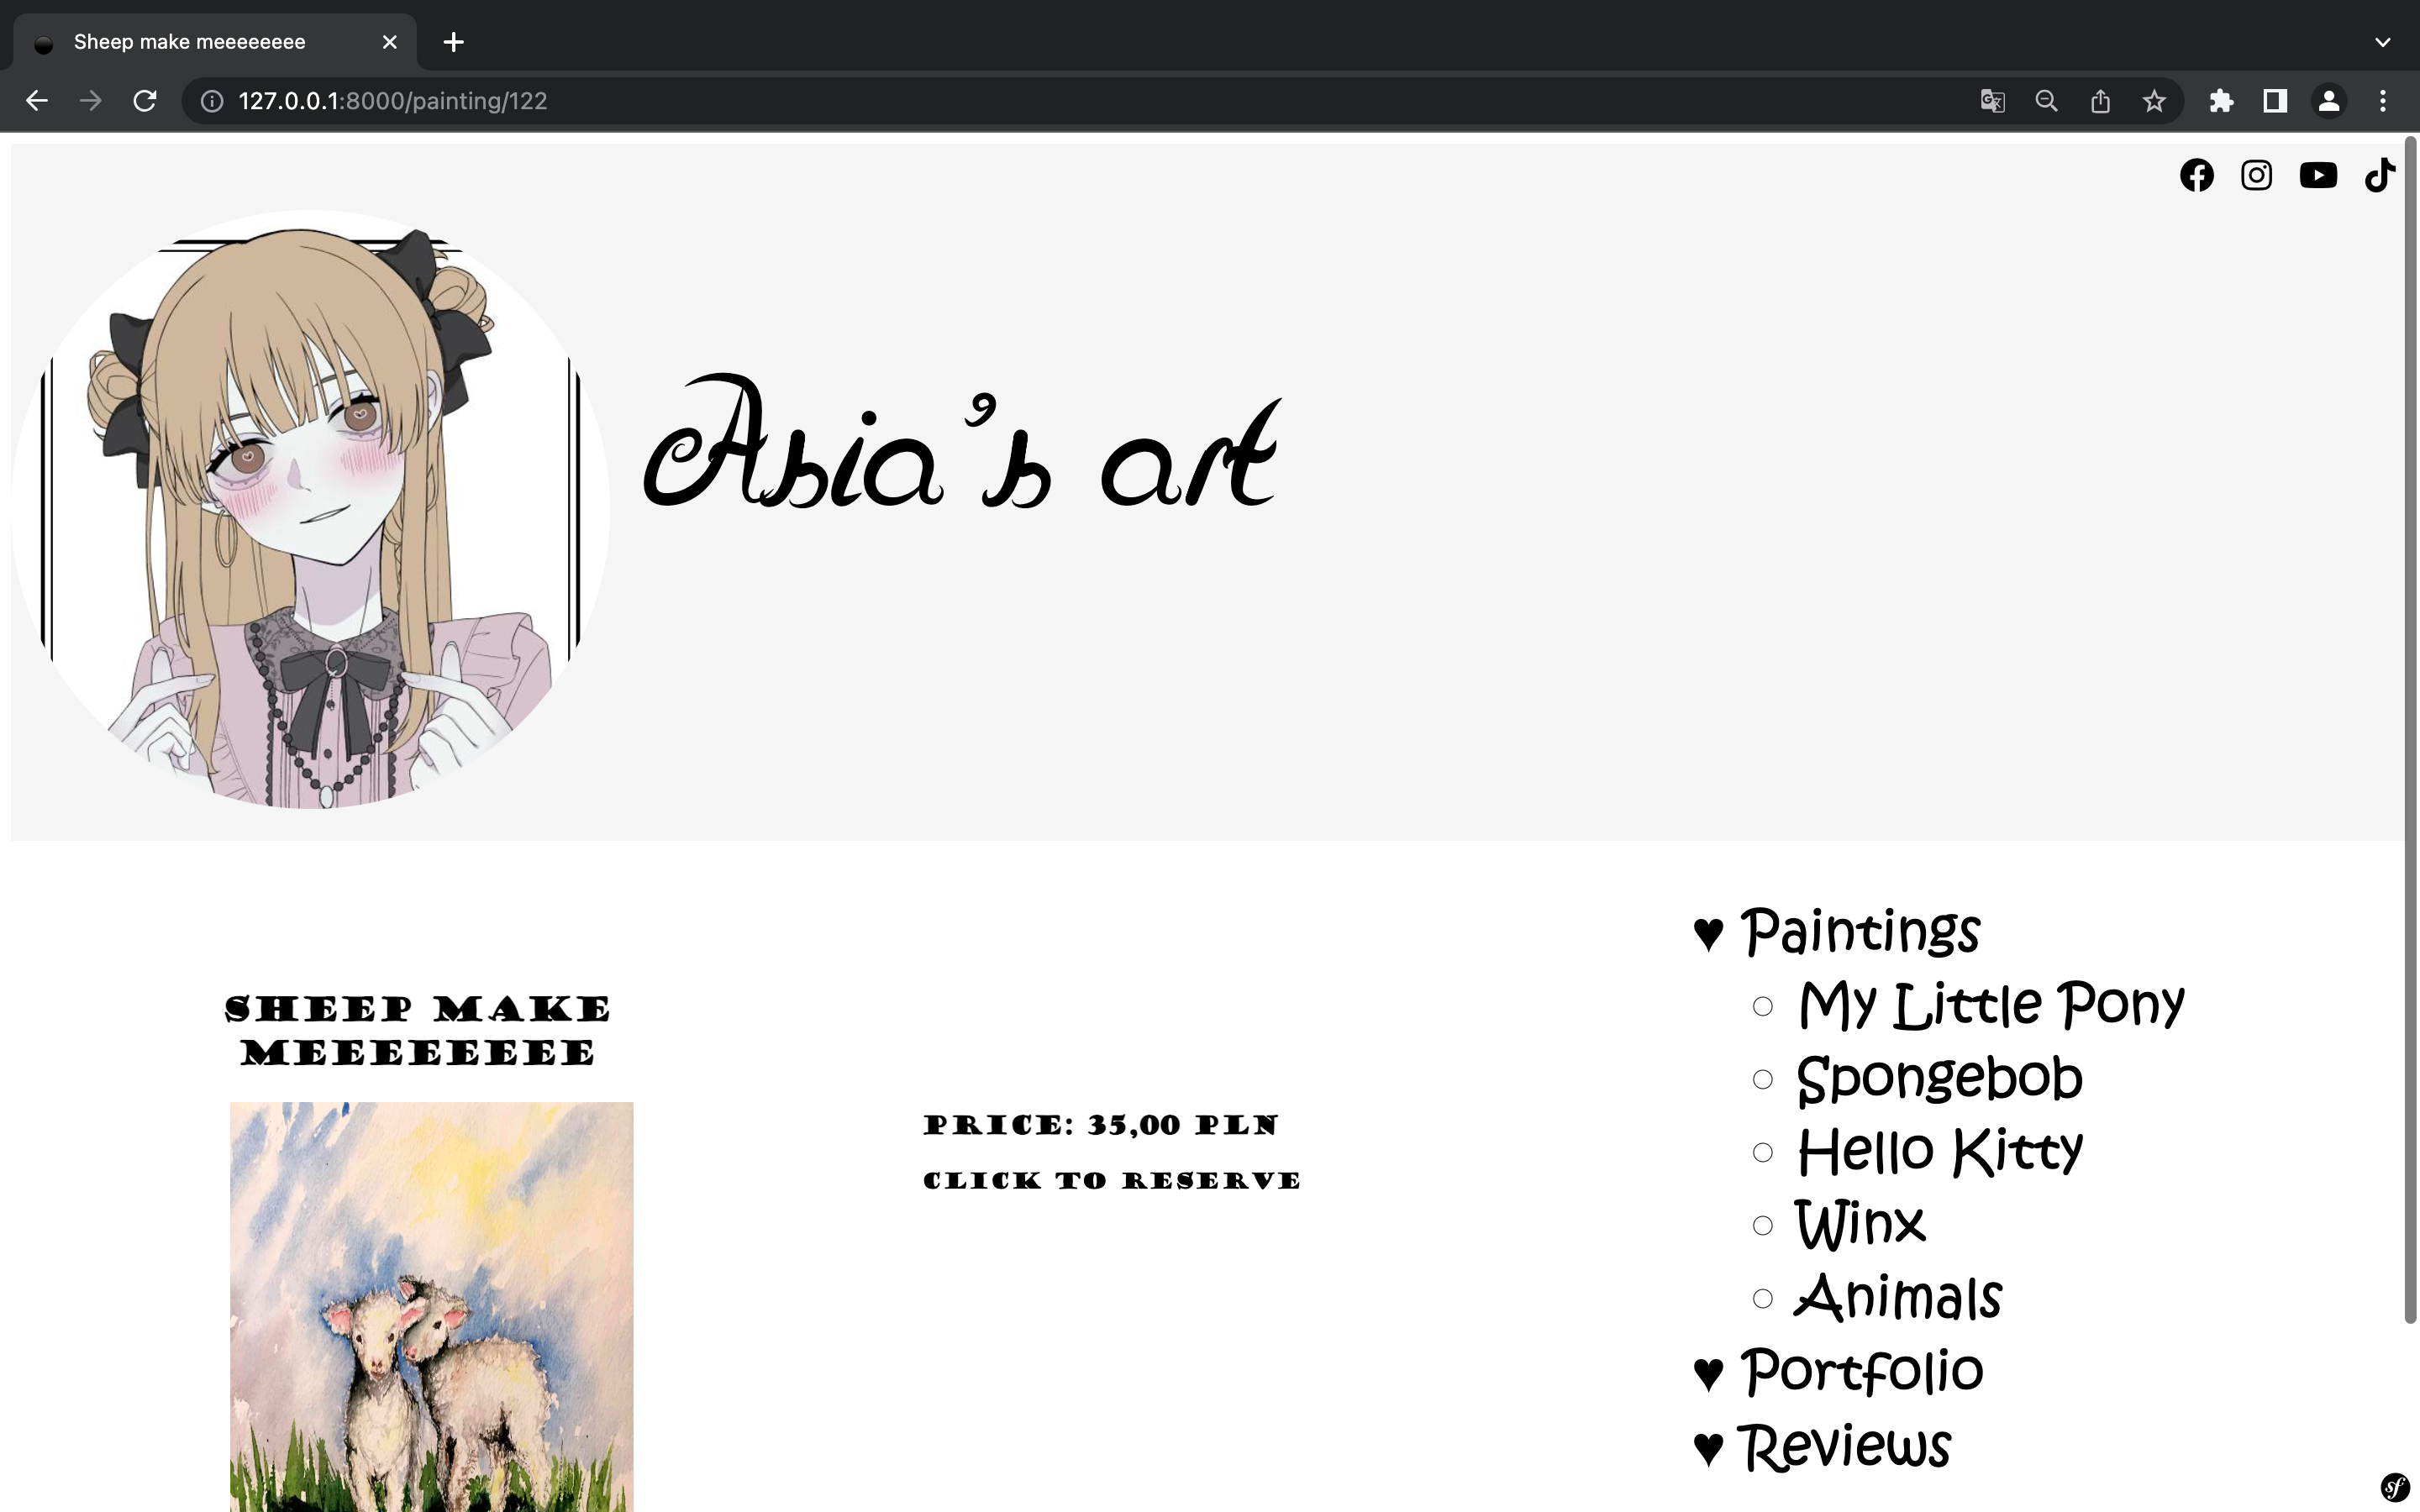 Sheep make meeeeeeee
127.0.0.1:8000/painting/122
Asia's art
SHEEP MAKE
MEEEEEEEE
PRICE: 35,00 PLN
CLICK TO RESERVE
♥ Paintings
○ My Little Pony
○ Spongebob
○ Hello Kitty
○ Winx
○ Animals
♥ Portfolio
♥ Reviews
sf